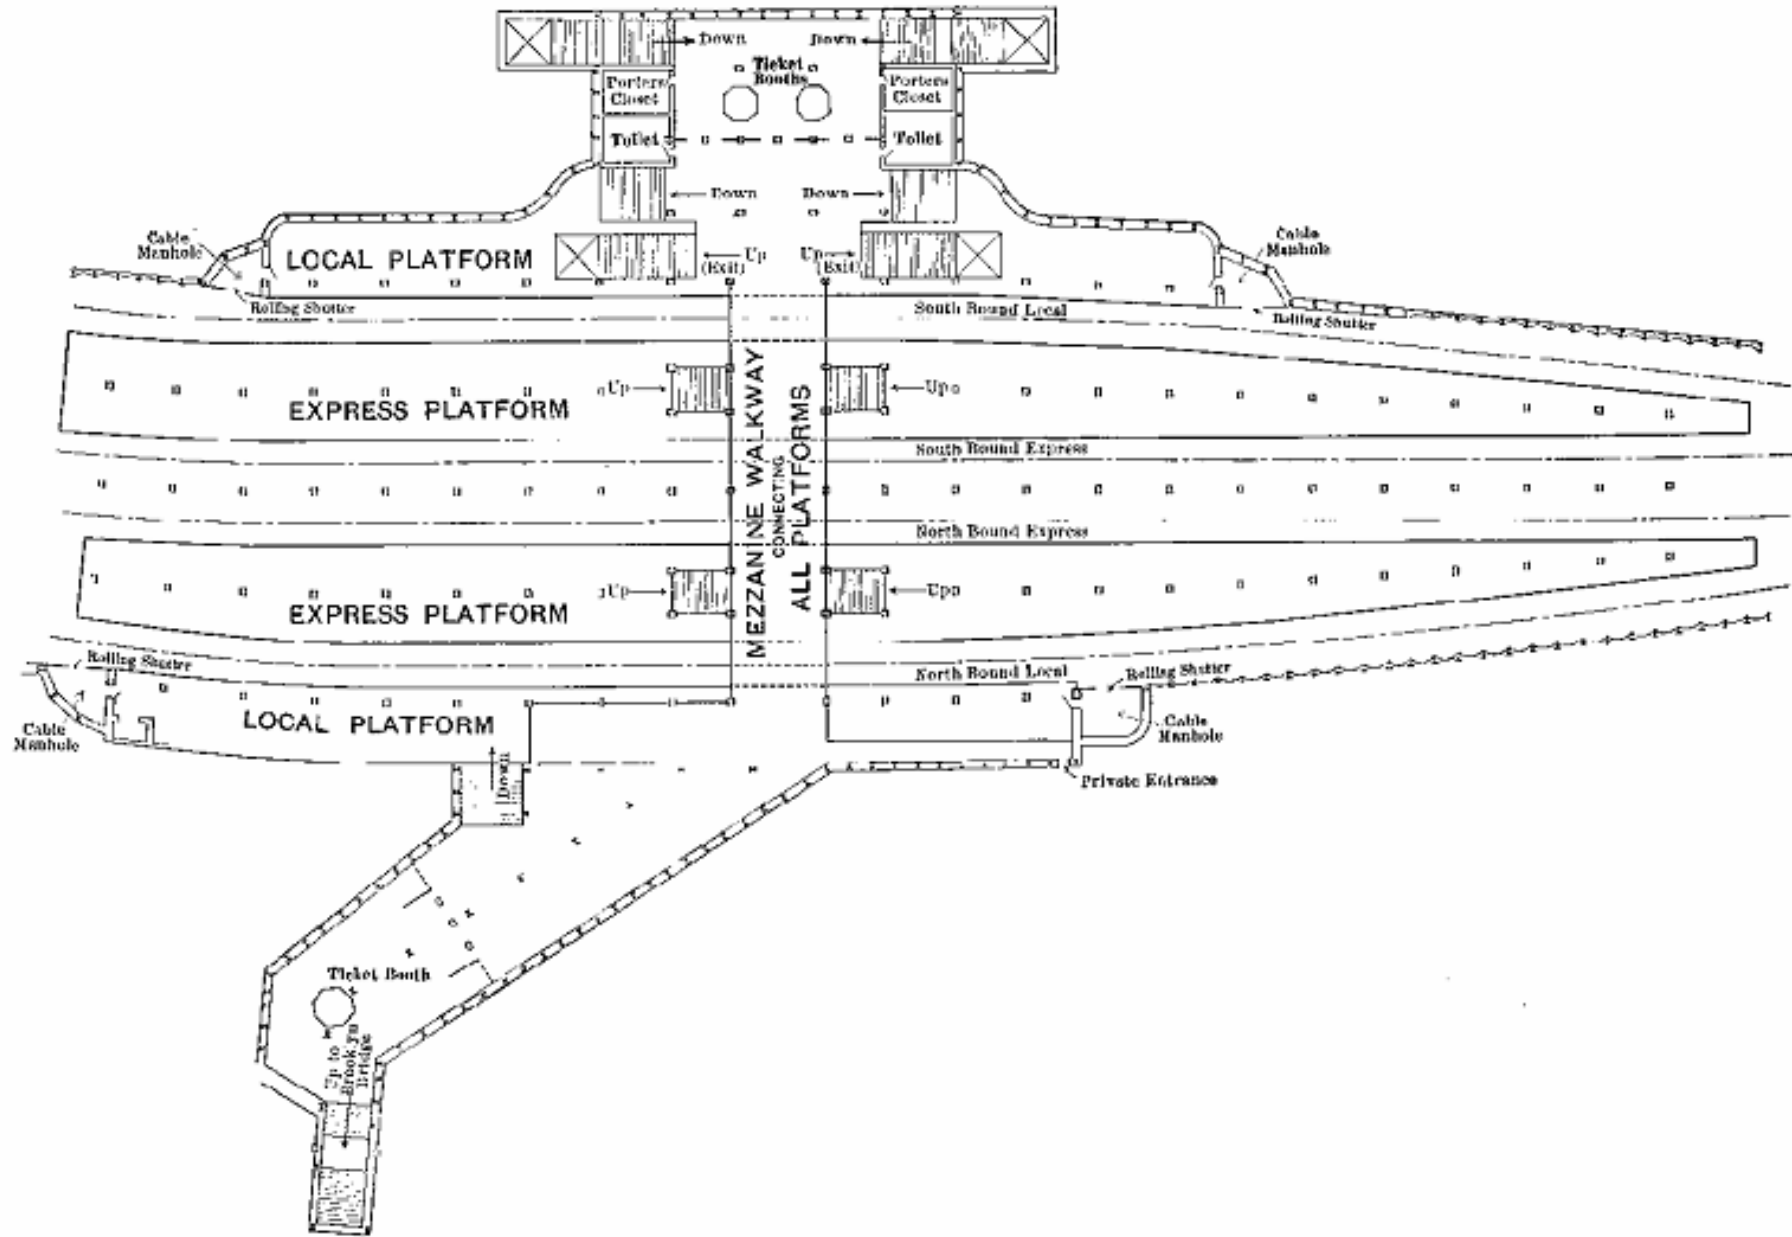 Down
Down
Ticket
Booths
Porters
Closet
Porters
Closet
Toilet
Toilet
Down
Down
Cable
Manhole
LOCAL PLATFORM
Up
(Exit)
Up
(Exit)
Cable
Manhole
Rolling Shutter
South Bound Local
Rolling Shutter
EXPRESS PLATFORM
Up
Up
South Bound Express
MEZZANINE WALKWAY
CONNECTING
ALL PLATFORMS
North Bound Express
EXPRESS PLATFORM
Up
Up
Rolling Shutter
North Bound Local
Rolling Shutter
LOCAL PLATFORM
Cable
Manhole
Cable
Manhole
Down
Private Entrance
Ticket Booth
Up to
Brooklyn
Bridge